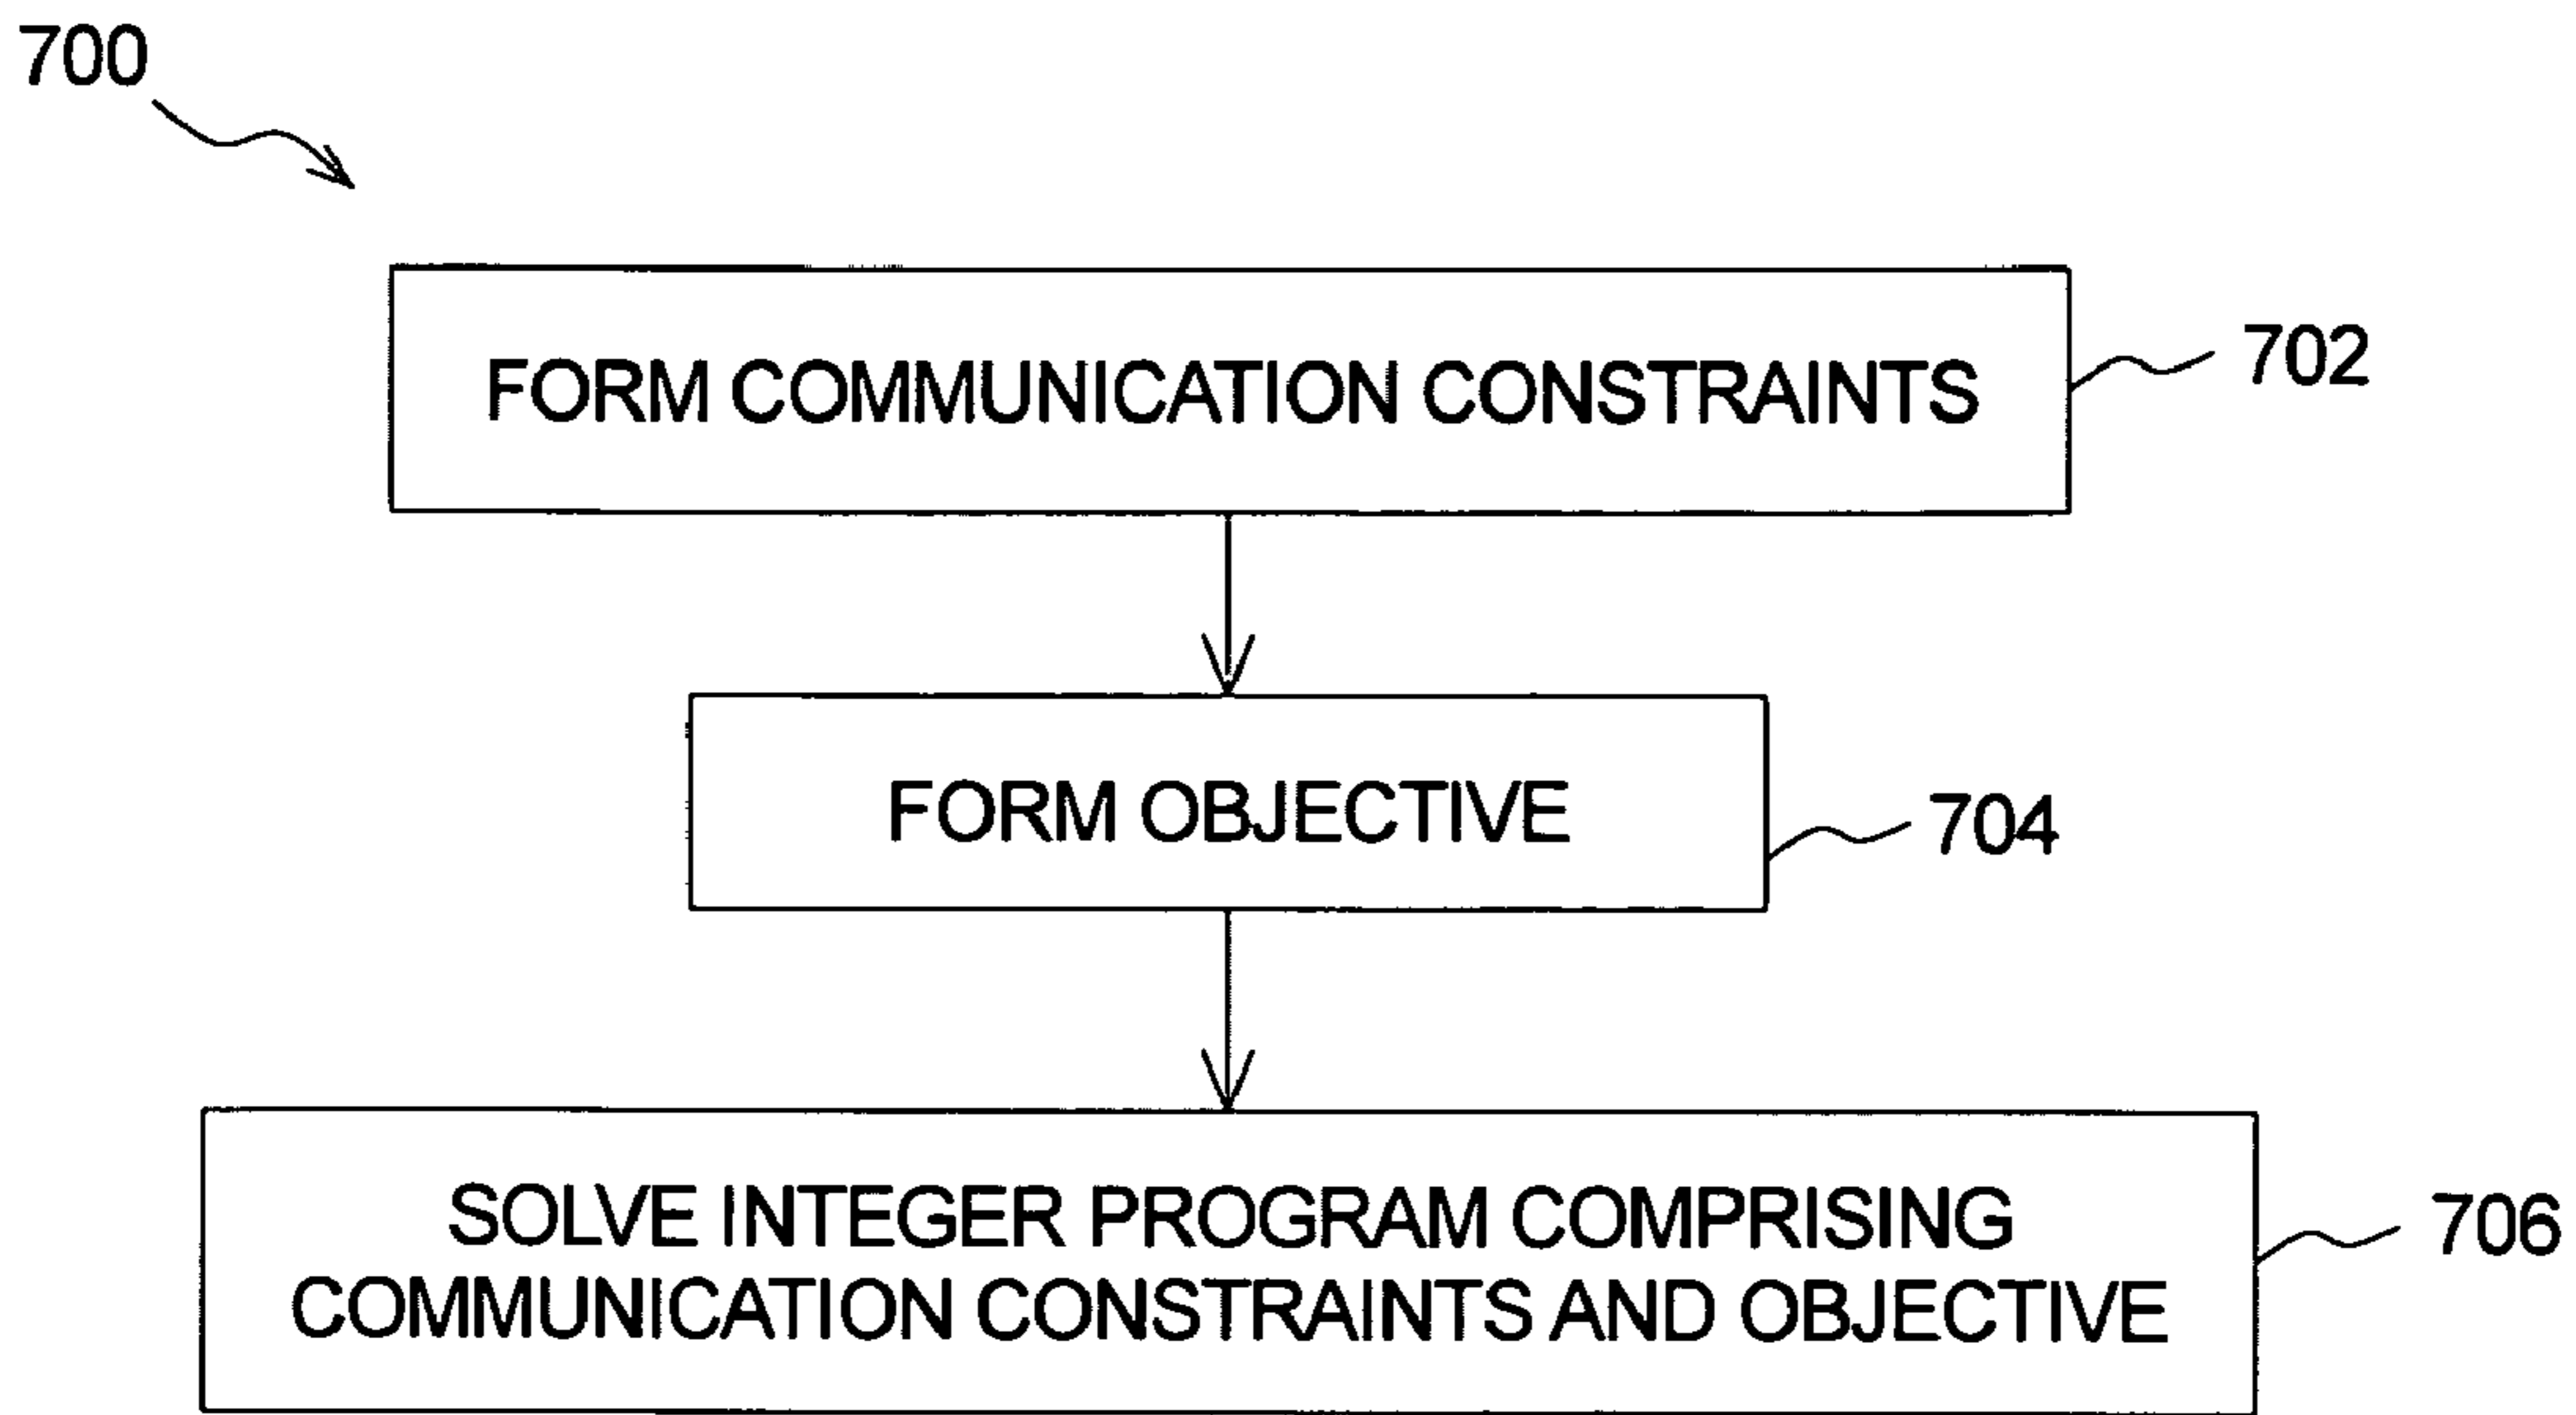 700
FORM COMMUNICATION CONSTRAINTS
702
FORM OBJECTIVE
704
SOLVE INTEGER PROGRAM COMPRISING
COMMUNICATION CONSTRAINTS AND OBJECTIVE
706